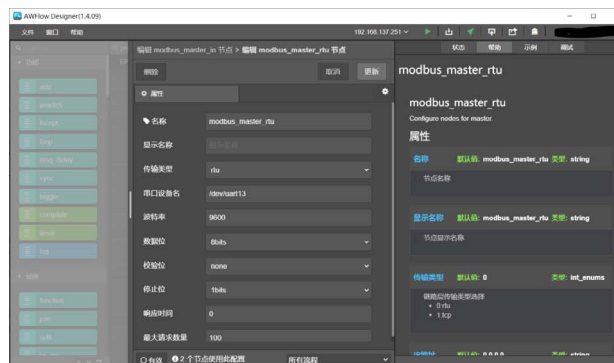 AWFlow Designer(1.4.09)
文件 窗口 帮助
192.168.137.251
编辑 modbus_master_in 节点 > 编辑 modbus_master_rtu 节点
删除 取消 更新
属性
名称 modbus_master_rtu
显示名称 显示名称
传输类型 rtu
串口设备名 /dev/uart13
波特率 9600
数据位 8bits
校验位 none
停止位 1bits
响应时间 0
最大请求数量 100
有效 2 个节点使用此配置 所有流程
状态 帮助 示例 调试
modbus_master_rtu
modbus_master_rtu
Configure nodes for master.
属性
名称 默认值: modbus_master_rtu 类型: string
节点名称
显示名称 默认值: modbus_master_rtu 类型: string
节点显示名称
传输类型 默认值: 0 类型: int_enums
链路层传输类型选择
0:rtu
1:tcp